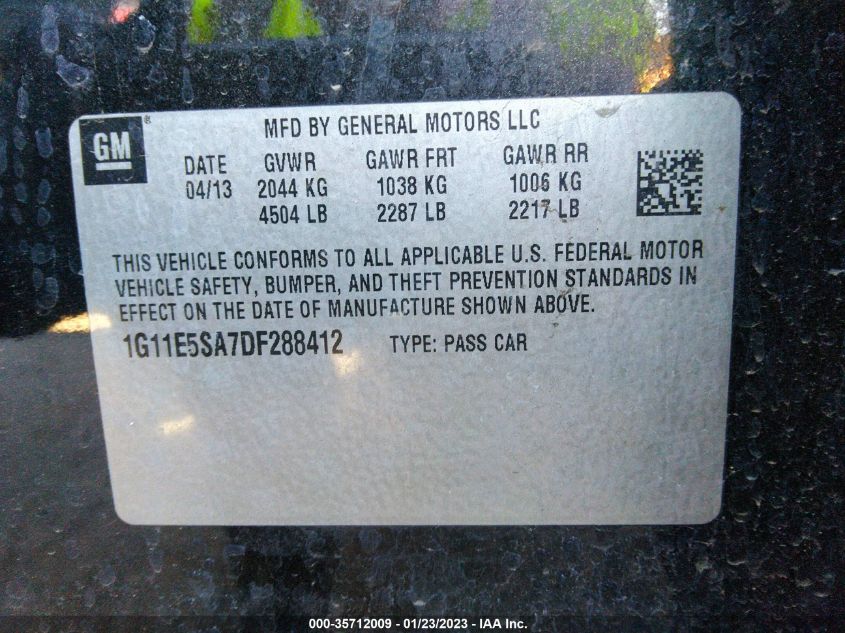 GM ®
MFD BY GENERAL MOTORS LLC
DATE GVWR GAWR FRT GAWR RR
04/13 2044 KG 1038 KG 1006 KG
4504 LB 2287 LB 2217 LB
THIS VEHICLE CONFORMS TO ALL APPLICABLE U.S. FEDERAL MOTOR
VEHICLE SAFETY, BUMPER, AND THEFT PREVENTION STANDARDS IN
EFFECT ON THE DATE OF MANUFACTURE SHOWN ABOVE.
1G11E5SA7DF288412 TYPE: PASS CAR
000-35712009 - 01/23/2023 - IAA Inc.